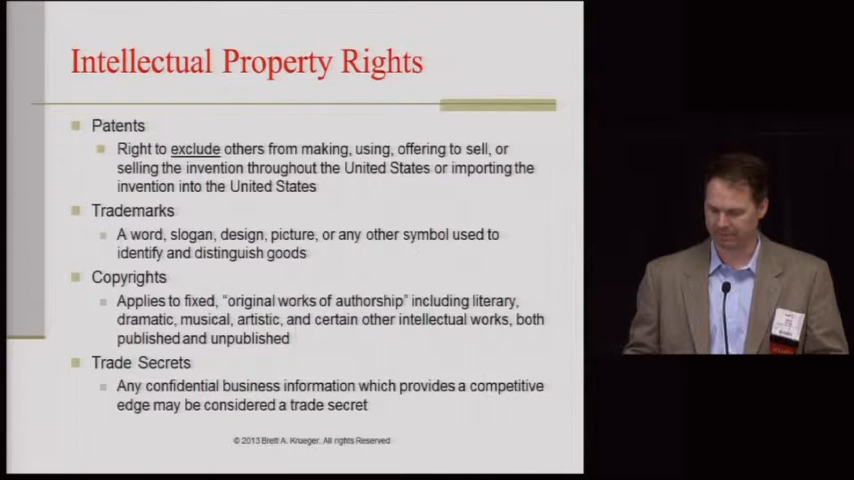 Intellectual Property Rights
Patents
Right to exclude others from making, using, offering to sell, or
selling the invention throughout the United States or importing the
invention into the United States
Trademarks
A word, slogan, design, picture, or any other symbol used to
identify and distinguish goods
Copyrights
Applies to fixed, “original works of authorship” including literary,
dramatic, musical, artistic, and certain other intellectual works, both
published and unpublished
Trade Secrets
Any confidential business information which provides a competitive
edge may be considered a trade secret
© 2013 Brett A. Krueger. All rights Reserved